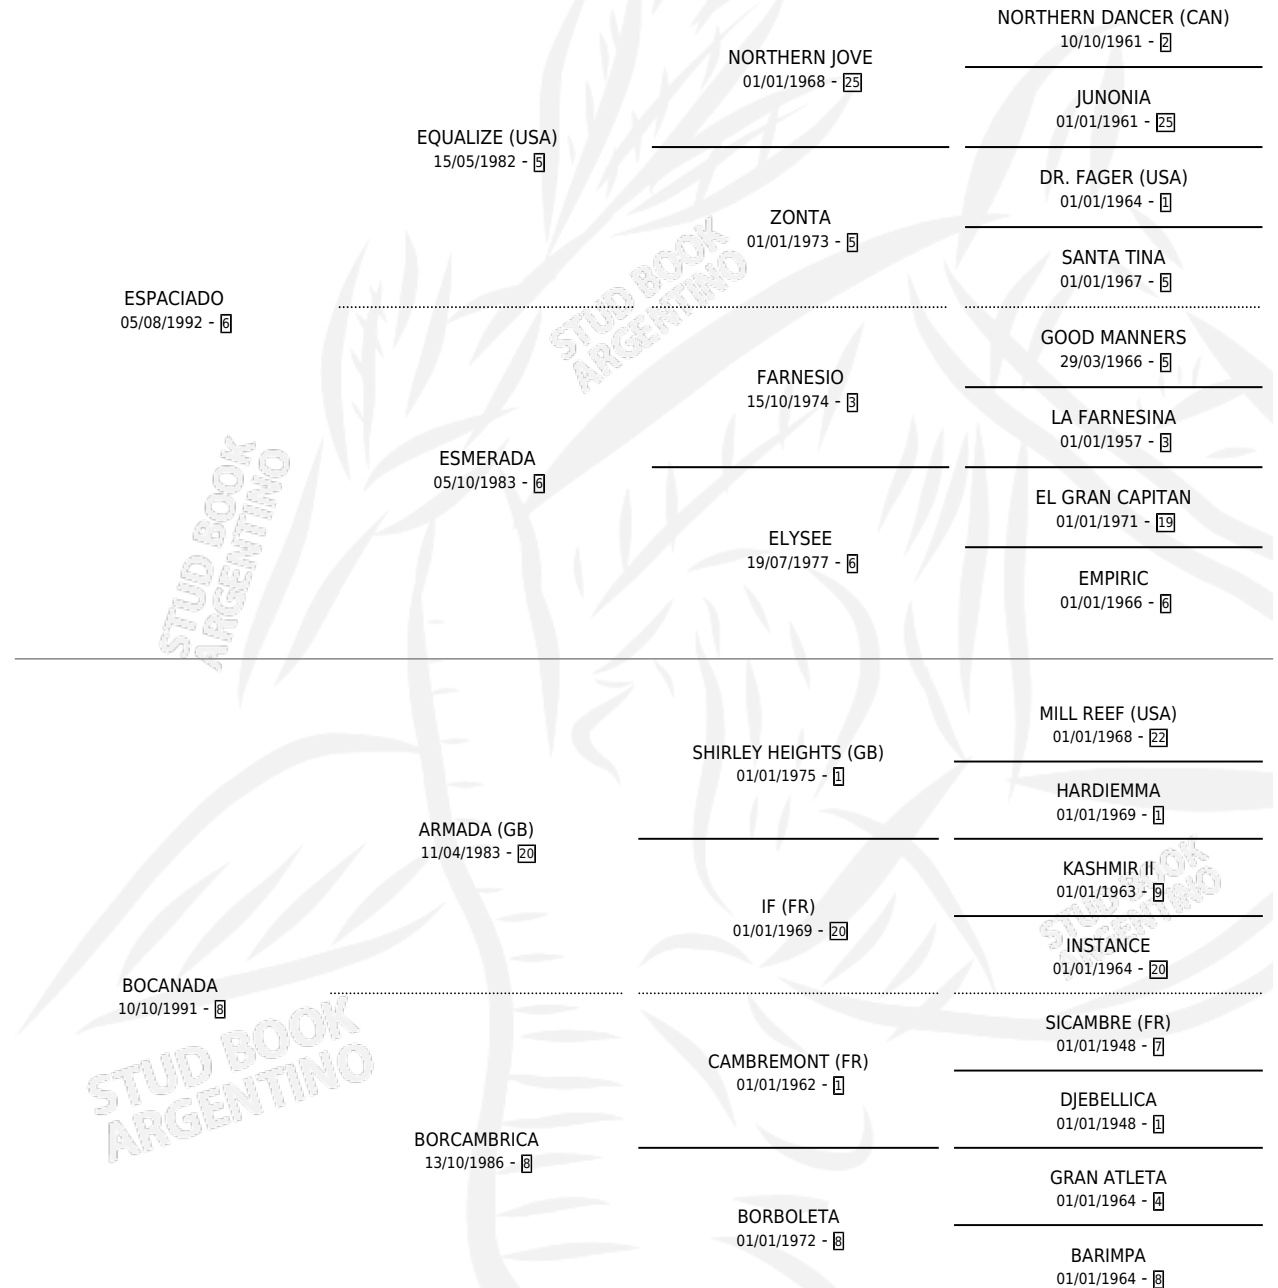 NORTHERN DANCER (CAN)
10/10/1961 - 2
NORTHERN JOVE
01/01/1968 - 25
JUNONIA
01/01/1961 - 25
EQUALIZE (USA)
15/05/1982 - 5
DR. FAGER (USA)
01/01/1964 - 1
ZONTA
01/01/1973 - 5
SANTA TINA
01/01/1967 - 5
STUD BOOK
ARGENTINO
ESPACIADO
05/08/1992 - 6
GOOD MANNERS
29/03/1966 - 5
FARNESIO
15/10/1974 - 3
LA FARNESINA
01/01/1957 - 3
ESMERADA
05/10/1983 - 6
EL GRAN CAPITAN
01/01/1971 - 19
ELYSEE
19/07/1977 - 6
EMPIRIC
01/01/1966 - 6
STUD BOOK
ARGENTINO
MILL REEF (USA)
01/01/1968 - 22
SHIRLEY HEIGHTS (GB)
01/01/1975 - 1
HARDIEMMA
01/01/1969 - 1
ARMADA (GB)
11/04/1983 - 20
KASHMIR II
01/01/1963 - 9
IF (FR)
01/01/1969 - 20
INSTANCE
01/01/1964 - 20
STUD BOOK
ARGENTINO
BOCANADA
10/10/1991 - 8
SICAMBRE (FR)
01/01/1948 - 7
CAMBREMONT (FR)
01/01/1962 - 1
DJEBELLICA
01/01/1948 - 1
STUD BOOK
ARGENTINO
BORCAMBRICA
13/10/1986 - 8
GRAN ATLETA
01/01/1964 - 4
BORBOLETA
01/01/1972 - 8
BARIMPA
01/01/1964 - 8